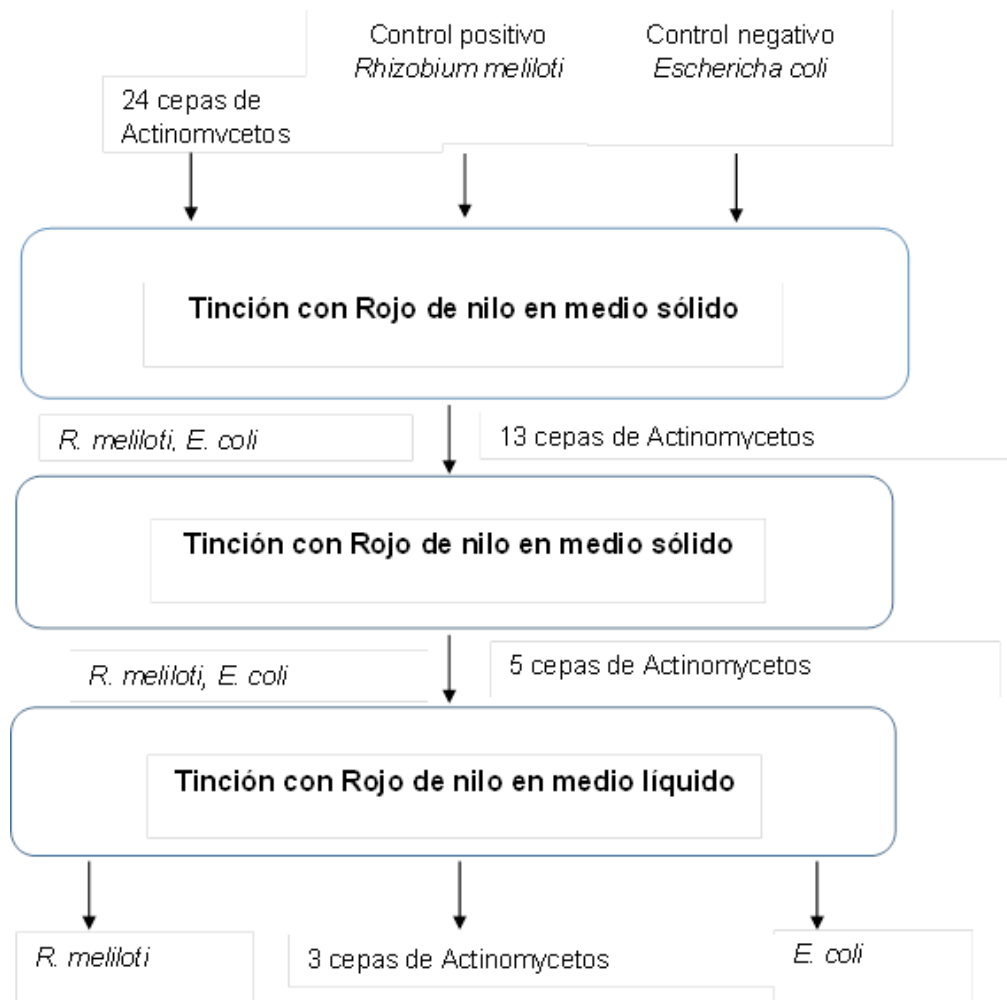 Control positivo
Rhizobium meliloti
Control negativo
Eschericha coli
24 cepas de
Actinomvcetos
Tinción con Rojo de nilo en medio sólido
R. meliloti, E. coli
13 cepas de Actinomycetos
Tinción con Rojo de nilo en medio sólido
R. meliloti, E. coli
5 cepas de Actinomycetos
Tinción con Rojo de nilo en medio líquido
R. meliloti
3 cepas de Actinomycetos
E. coli